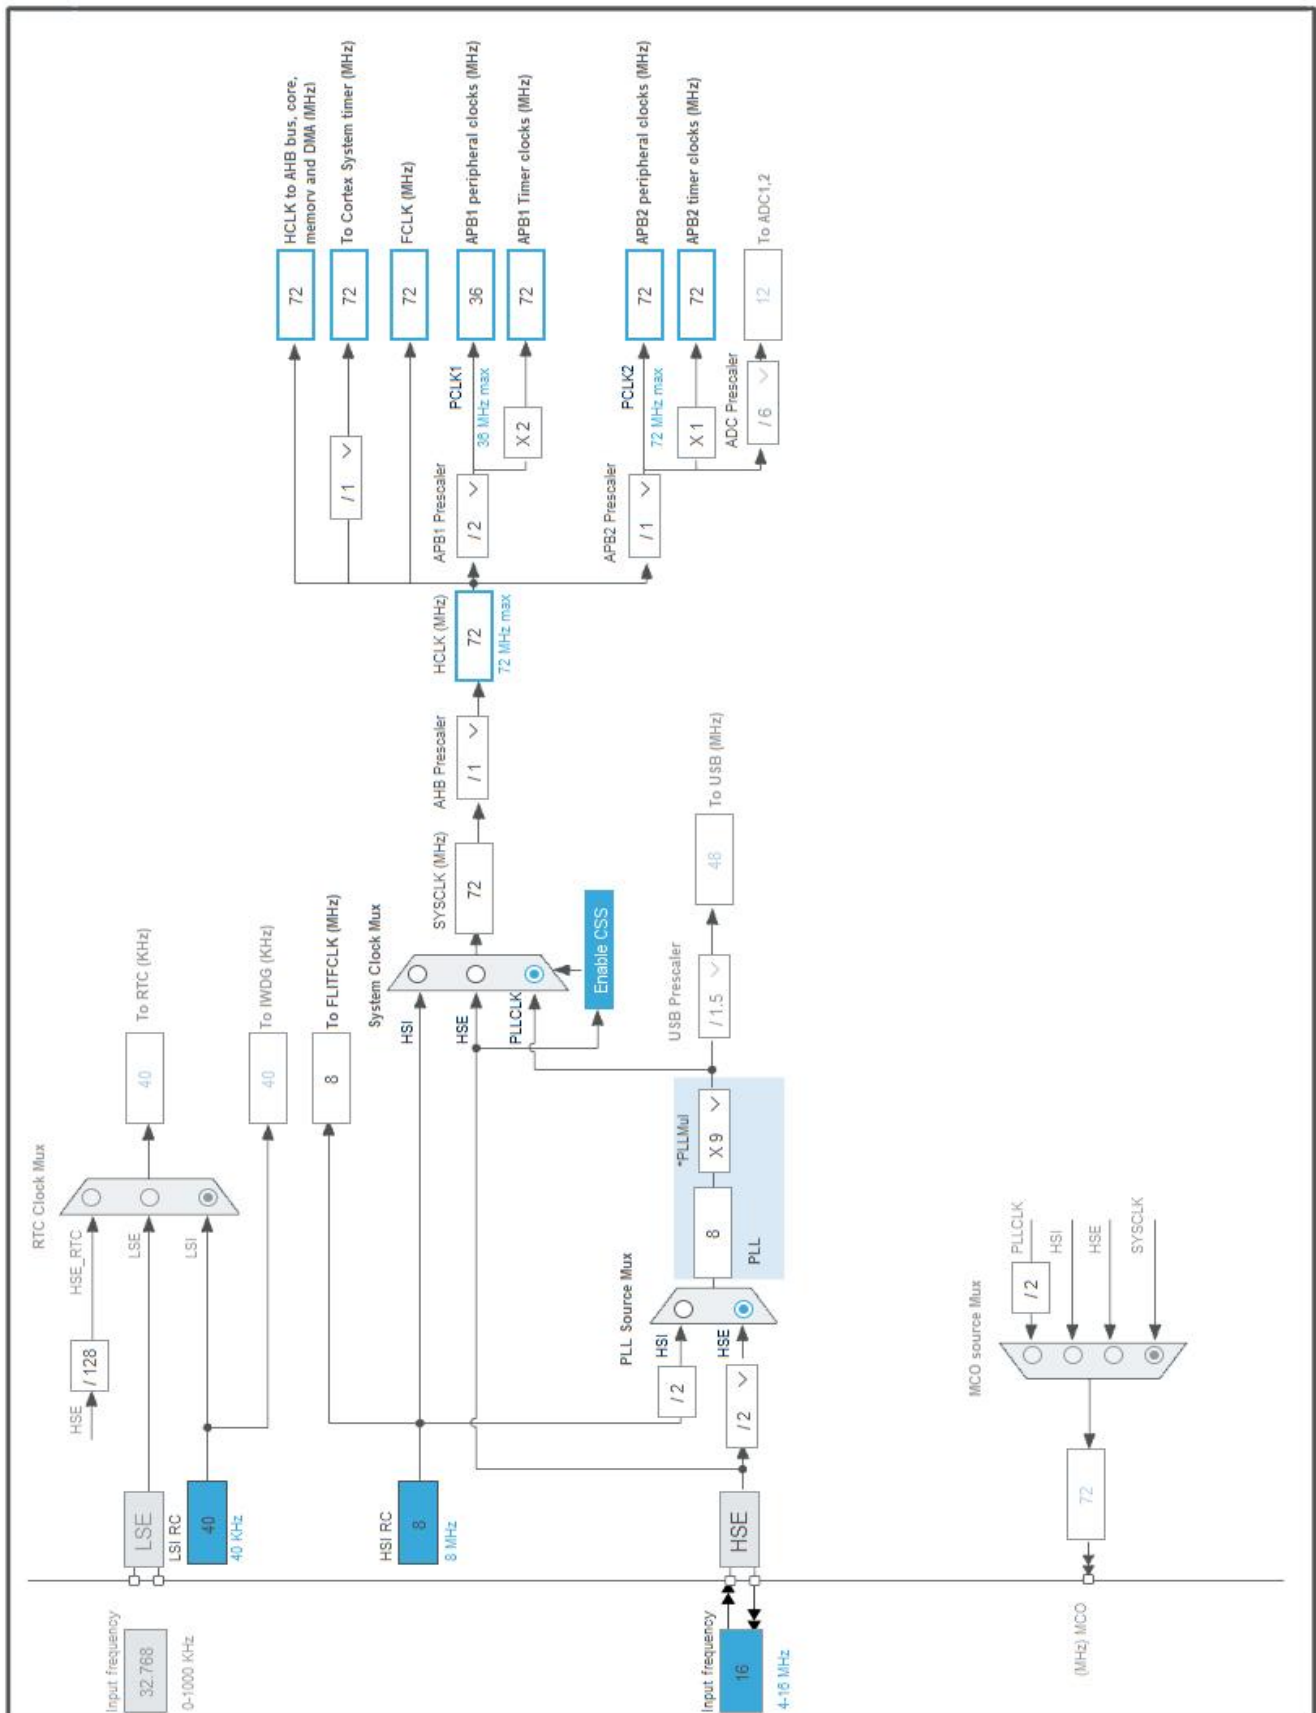 Input frequency
32.768
0-1000 KHz
LSE
LSI RC
40
40 KHz
HSE
/ 128
HSE_RTC
LSE
LSI
RTC Clock Mux
40
To RTC (KHz)
40
To IWDG (KHz)
8
To FLITFCLK (MHz)
HSI RC
8
8 MHz
System Clock Mux
HSI
HSE
PLLCLK
Enable CSS
SYSCLK (MHz)
72
AHB Prescaler
/ 1
HCLK (MHz)
72
72 MHz max
/ 1
72
HCLK to AHB bus, core,
memory and DMA (MHz)
72
To Cortex System timer (MHz)
72
FCLK (MHz)
APB1 Prescaler
/ 2
PCLK1
36 MHz max
36
APB1 peripheral clocks (MHz)
X 2
72
APB1 Timer clocks (MHz)
APB2 Prescaler
/ 1
PCLK2
72 MHz max
72
APB2 peripheral clocks (MHz)
X 1
72
APB2 timer clocks (MHz)
ADC Prescaler
/ 6
12
To ADC1,2
Input frequency
16
4-16 MHz
HSE
/ 2
/ 2
HSI
HSE
PLL Source Mux
8
*PLLMul
X 9
PLL
USB Prescaler
/ 1.5
48
To USB (MHz)
(MHz) MCO
72
MCO source Mux
/ 2
PLLCLK
HSI
HSE
SYSCLK